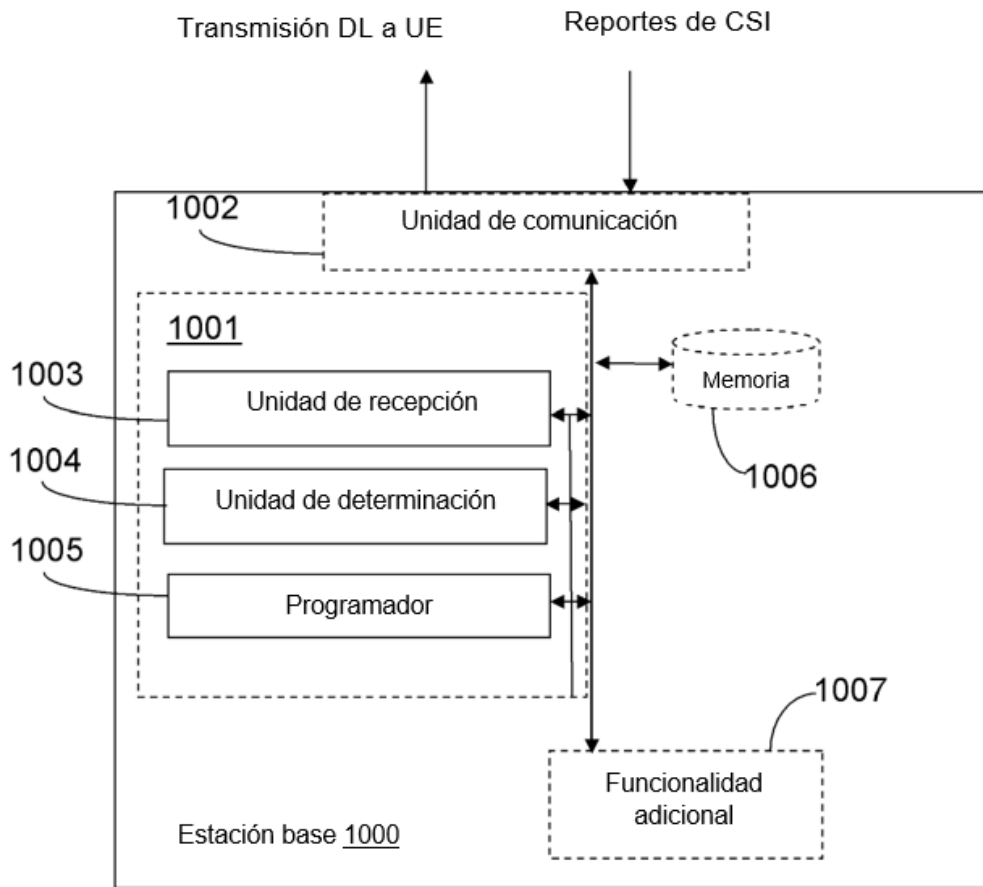 Transmisión DL a UE
Reportes de CSI
1002
Unidad de comunicación
1001
1003
Unidad de recepción
Memoria
1004
Unidad de determinación
1006
1005
Programador
1007
Funcionalidad
adicional
Estación base 1000